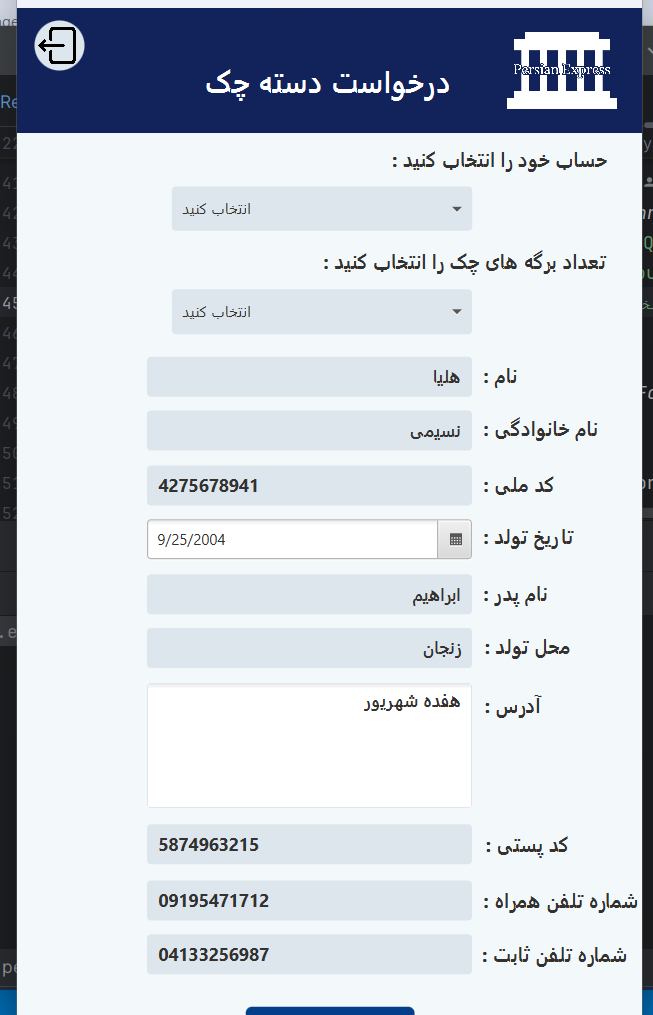 Persian Express
درخواست دسته چک
حساب خود را انتخاب کنید :
انتخاب کنید
تعداد برگه های چک را انتخاب کنید :
انتخاب کنید
نام : هلیا
نام خانوادگی : نسیمی
کد ملی : 4275678941
تاریخ تولد : 9/25/2004
نام پدر : ابراهیم
محل تولد : زنجان
آدرس : هفده شهریور
کد پستی : 5874963215
شماره تلفن همراه : 09195471712
شماره تلفن ثابت : 04133256987